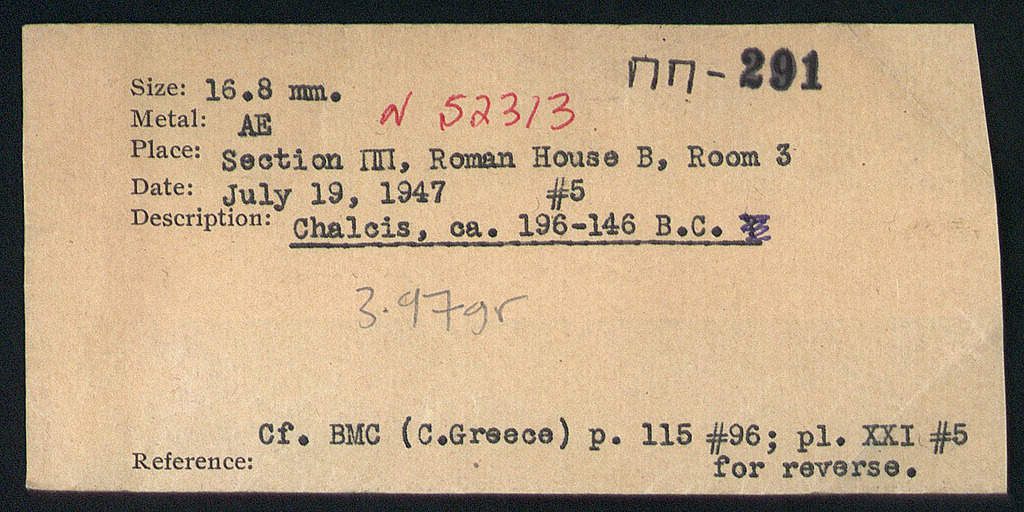 ΠΠ-291
Size: 16.8 mm.
Metal: AE
N 52313
Place: Section ΠΠ, Roman House B, Room 3
Date: July 19, 1947 #5
Description: Chalcis, ca. 196-146 B.C.
3.97gr
Cf. BMC (C.Greece) p. 115 #96; pl. XXI #5
Reference: for reverse.